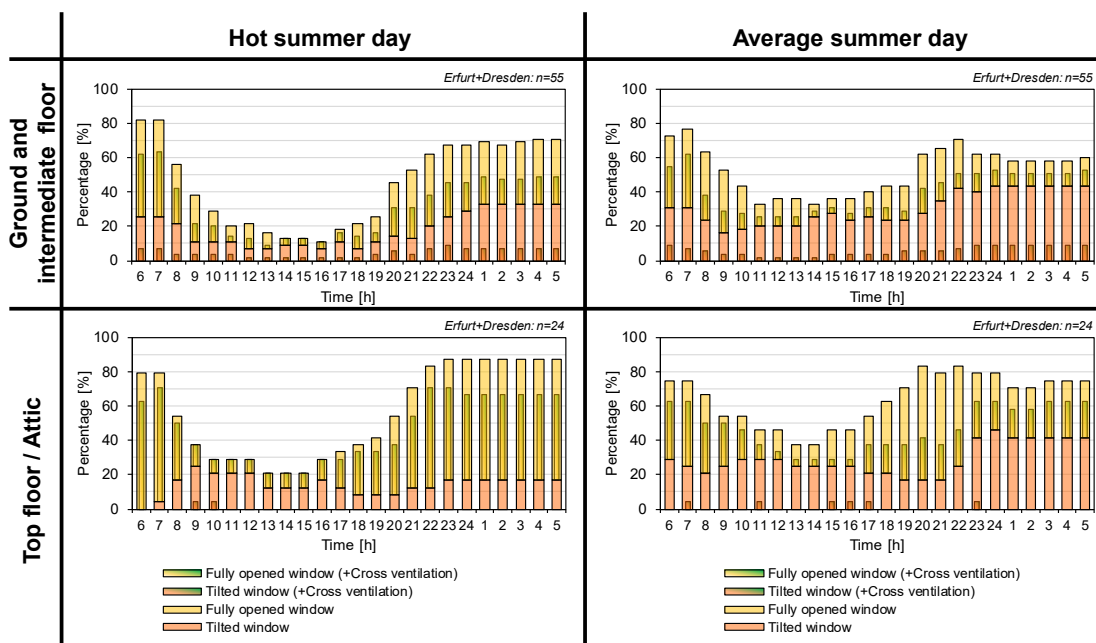 Hot summer day
Average summer day
Ground and
intermediate floor
Erfurt+Dresden: n=55
100
80
60
40
20
0
Percentage [%]
6 7 8 9 10 11 12 13 14 15 16 17 18 19 20 21 22 23 24 1 2 3 4 5
Time [h]
Erfurt+Dresden: n=55
100
80
60
40
20
0
Percentage [%]
6 7 8 9 10 11 12 13 14 15 16 17 18 19 20 21 22 23 24 1 2 3 4 5
Time [h]
Top floor / Attic
Erfurt+Dresden: n=24
100
80
60
40
20
0
Percentage [%]
6 7 8 9 10 11 12 13 14 15 16 17 18 19 20 21 22 23 24 1 2 3 4 5
Time [h]
Fully opened window (+Cross ventilation)
Tilted window (+Cross ventilation)
Fully opened window
Tilted window
Erfurt+Dresden: n=24
100
80
60
40
20
0
Percentage [%]
6 7 8 9 10 11 12 13 14 15 16 17 18 19 20 21 22 23 24 1 2 3 4 5
Time [h]
Fully opened window (+Cross ventilation)
Tilted window (+Cross ventilation)
Fully opened window
Tilted window